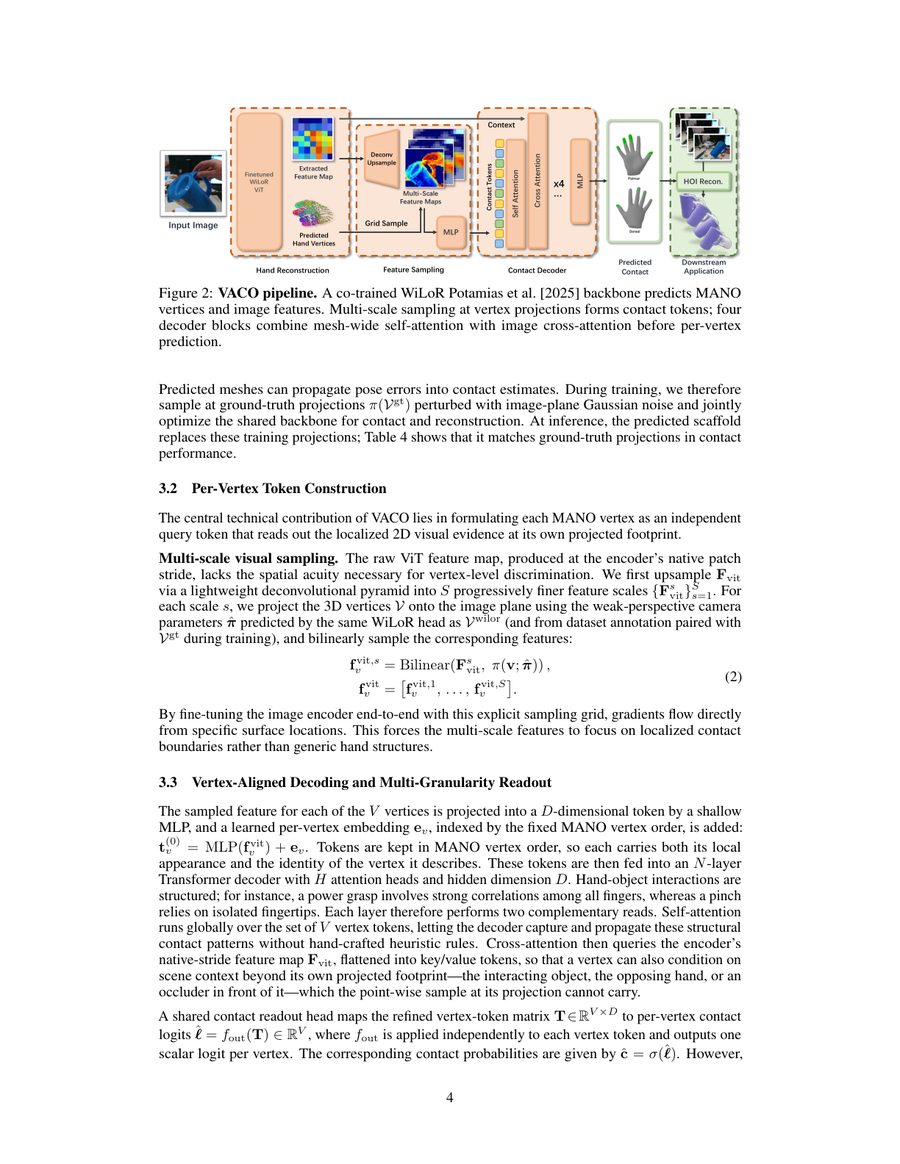 Context
Deconv
Upsample
Finetuned
WiLoR
ViT
Extracted
Feature Map
Multi-Scale
Feature Maps
Contact Tokens
Self Attention
Cross Attention
x4
...
MLP
Palmar
HOI Recon.
Input Image
Predicted
Hand Vertices
Grid Sample
MLP
Dorsal
Hand Reconstruction
Feature Sampling
Contact Decoder
Predicted
Contact
Downstream
Application
Figure 2: VACO pipeline. A co-trained WiLoR Potamias et al. [2025] backbone predicts MANO
vertices and image features. Multi-scale sampling at vertex projections forms contact tokens; four
decoder blocks combine mesh-wide self-attention with image cross-attention before per-vertex
prediction.
Predicted meshes can propagate pose errors into contact estimates. During training, we therefore
sample at ground-truth projections π(𝒱^gt) perturbed with image-plane Gaussian noise and jointly
optimize the shared backbone for contact and reconstruction. At inference, the predicted scaffold
replaces these training projections; Table 4 shows that it matches ground-truth projections in contact
performance.
3.2 Per-Vertex Token Construction
The central technical contribution of VACO lies in formulating each MANO vertex as an independent
query token that reads out the localized 2D visual evidence at its own projected footprint.
Multi-scale visual sampling. The raw ViT feature map, produced at the encoder's native patch
stride, lacks the spatial acuity necessary for vertex-level discrimination. We first upsample F_vit
via a lightweight deconvolutional pyramid into S progressively finer feature scales {F^s_vit}^S_s=1. For
each scale s, we project the 3D vertices 𝒱 onto the image plane using the weak-perspective camera
parameters π̂ predicted by the same WiLoR head as 𝒱^wilor (and from dataset annotation paired with
𝒱^gt during training), and bilinearly sample the corresponding features:
f_v^vit,s = Bilinear(F^s_vit, π(v; π̂)) ,
f_v^vit = [f_v^vit,1, . . . , f_v^vit,S].
(2)
By fine-tuning the image encoder end-to-end with this explicit sampling grid, gradients flow directly
from specific surface locations. This forces the multi-scale features to focus on localized contact
boundaries rather than generic hand structures.
3.3 Vertex-Aligned Decoding and Multi-Granularity Readout
The sampled feature for each of the V vertices is projected into a D-dimensional token by a shallow
MLP, and a learned per-vertex embedding e_v, indexed by the fixed MANO vertex order, is added:
t_v^(0) = MLP(f_v^vit) + e_v. Tokens are kept in MANO vertex order, so each carries both its local
appearance and the identity of the vertex it describes. These tokens are then fed into an N-layer
Transformer decoder with H attention heads and hidden dimension D. Hand-object interactions are
structured; for instance, a power grasp involves strong correlations among all fingers, whereas a pinch
relies on isolated fingertips. Each layer therefore performs two complementary reads. Self-attention
runs globally over the set of V vertex tokens, letting the decoder capture and propagate these structural
contact patterns without hand-crafted heuristic rules. Cross-attention then queries the encoder's
native-stride feature map F_vit, flattened into key/value tokens, so that a vertex can also condition on
scene context beyond its own projected footprint—the interacting object, the opposing hand, or an
occluder in front of it—which the point-wise sample at its projection cannot carry.
A shared contact readout head maps the refined vertex-token matrix T∈ℝ^V×D to per-vertex contact
logits ℓ̂ = f_out(T) ∈ ℝ^V, where f_out is applied independently to each vertex token and outputs one
scalar logit per vertex. The corresponding contact probabilities are given by ĉ = σ(ℓ̂). However,
4